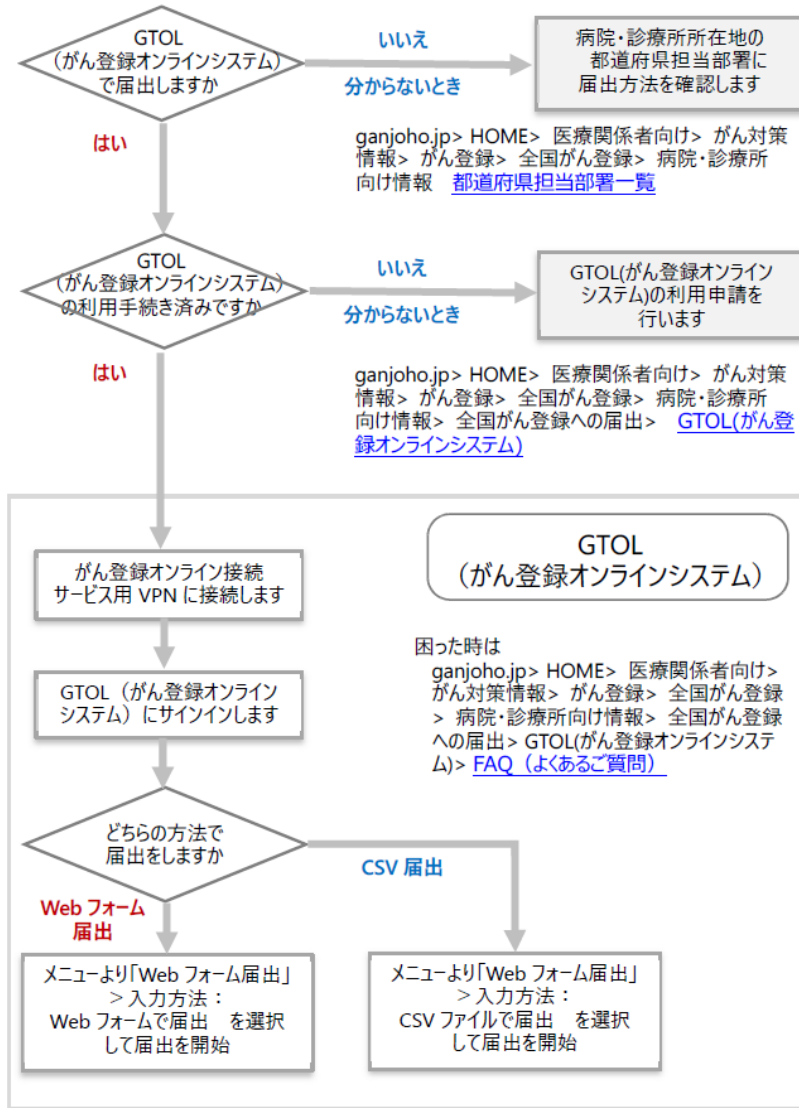 GTOL
（がん登録オンラインシステム）
で届出しますか
いいえ
分からないとき
病院・診療所所在地の
都道府県担当部署に
届出方法を確認します
はい
ganjoho.jp> HOME> 医療関係者向け> がん対策
情報> がん登録> 全国がん登録> 病院・診療所
向け情報　都道府県担当部署一覧
GTOL
（がん登録オンラインシステム）
の利用手続き済みですか
いいえ
分からないとき
GTOL(がん登録オンライン
システム)の利用申請を
行います
はい
ganjoho.jp> HOME> 医療関係者向け> がん対策
情報> がん登録> 全国がん登録> 病院・診療所
向け情報> 全国がん登録への届出>　GTOL(がん登
録オンラインシステム)
がん登録オンライン接続
サービス用 VPN に接続します
GTOL
（がん登録オンラインシステム）
困った時は
ganjoho.jp> HOME> 医療関係者向け>
がん対策情報> がん登録> 全国がん登録
> 病院・診療所向け情報> 全国がん登録
への届出> GTOL(がん登録オンラインシステ
ム)> FAQ（よくあるご質問）
GTOL（がん登録オンライン
システム）にサインインします
どちらの方法で
届出をしますか
CSV 届出
Web フォーム
届出
メニューより「Web フォーム届出」
＞入力方法：
Web フォームで届出　を選択
して届出を開始
メニューより「Web フォーム届出」
＞入力方法：
CSV ファイルで届出　を選択
して届出を開始